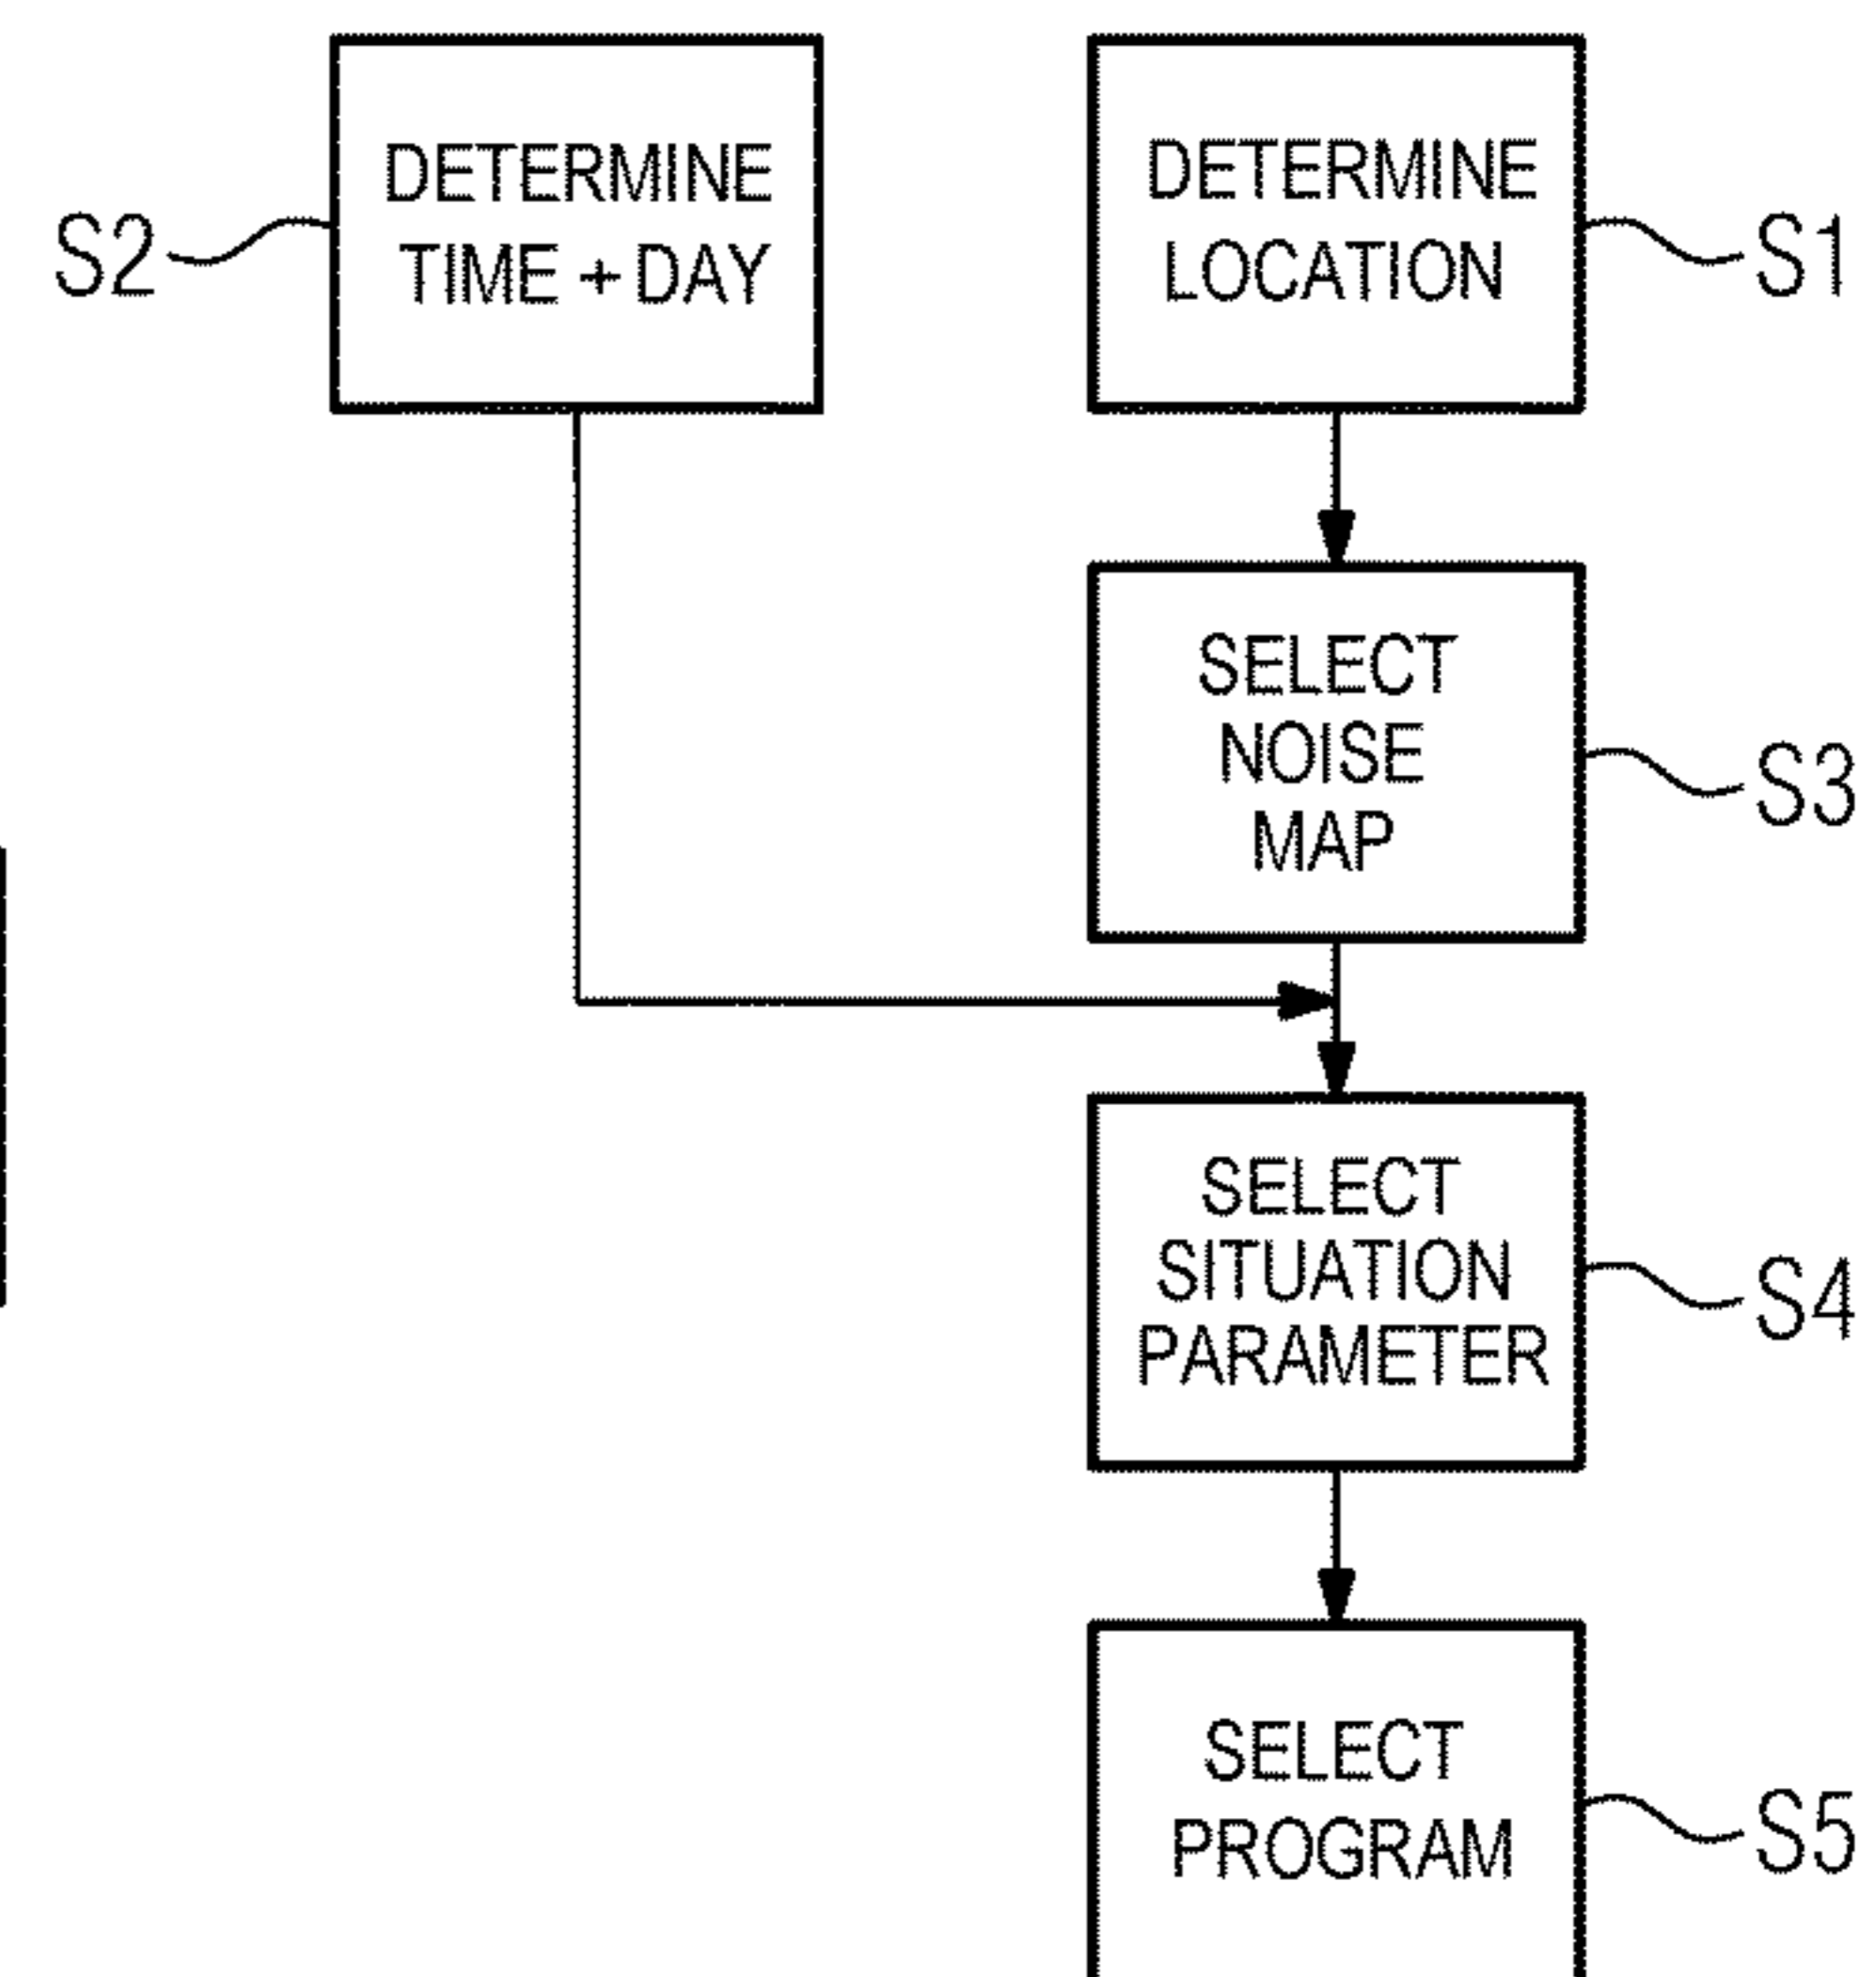 S2
DETERMINE
TIME + DAY
DETERMINE
LOCATION
S1
SELECT
NOISE
MAP
S3
SELECT
SITUATION
PARAMETER
S4
SELECT
PROGRAM
S5